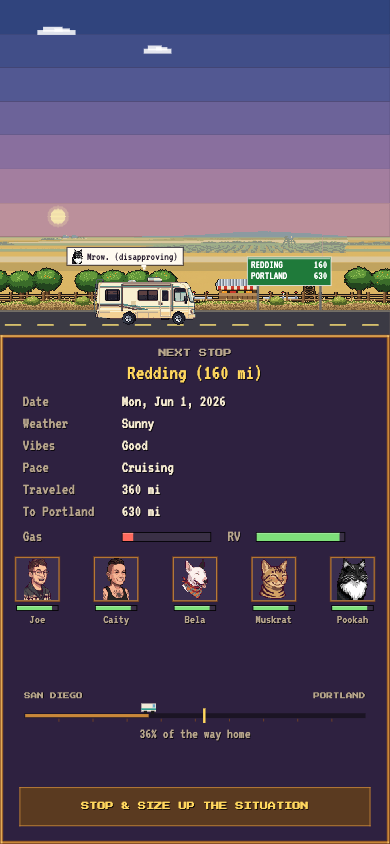 Mrow. (disapproving)
REDDING 160
PORTLAND 630
NEXT STOP
Redding (160 mi)
Date Mon, Jun 1, 2026
Weather Sunny
Vibes Good
Pace Cruising
Traveled 360 mi
To Portland 630 mi
Gas RV
Joe Caity Bela Muskrat Pookah
SAN DIEGO PORTLAND
36% of the way home
STOP & SIZE UP THE SITUATION